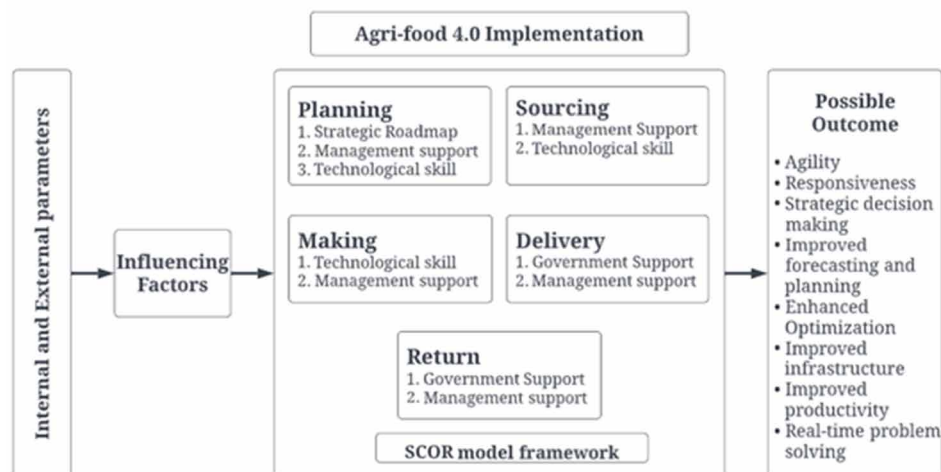 Agri-food 4.0 Implementation
Internal and External parameters
Influencing
Factors
Planning
1. Strategic Roadmap
2. Management support
3. Technological skill
Sourcing
1. Management Support
2. Technological skill
Making
1. Technological skill
2. Management support
Delivery
1. Government Support
2. Management support
Return
1. Government Support
2. Management support
SCOR model framework
Possible
Outcome
• Agility
• Responsiveness
• Strategic decision
making
• Improved
forecasting and
planning
• Enhanced
Optimization
• Improved
infrastructure
• Improved
productivity
• Real-time problem
solving